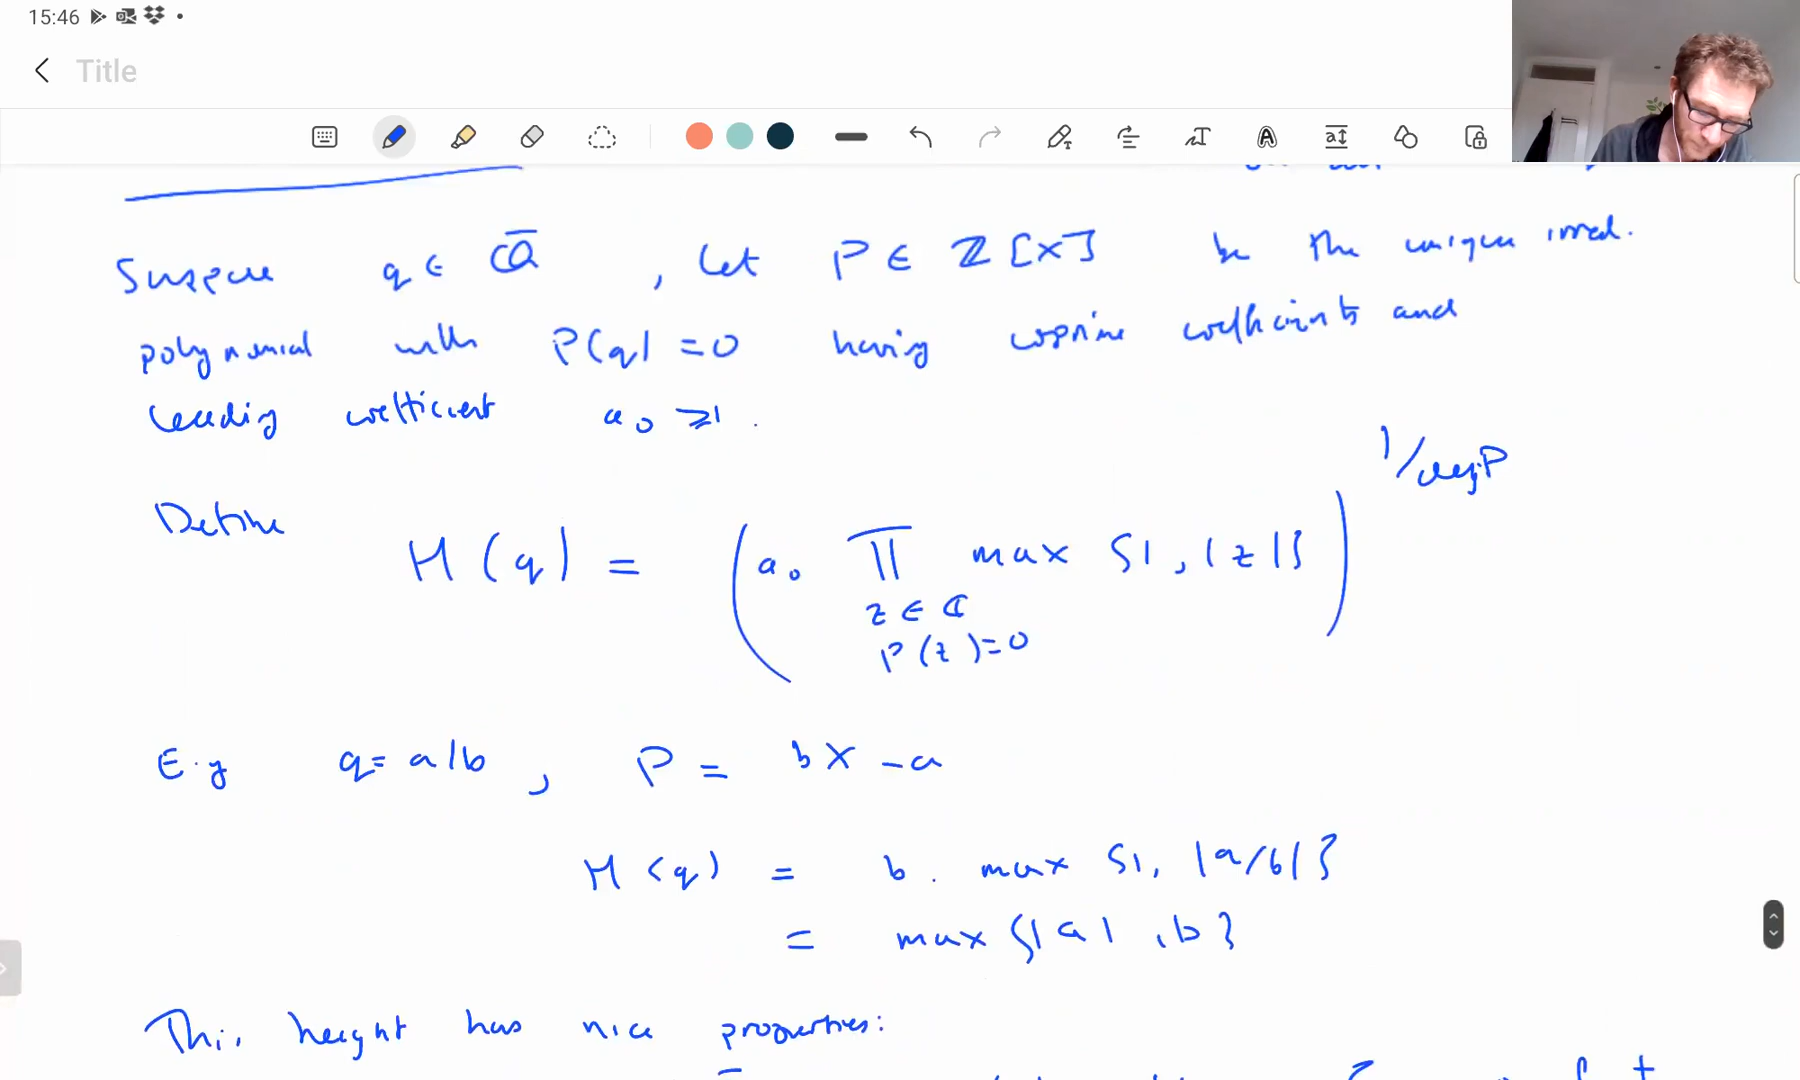 15:46
Title
Suppose q ∈ Q̄ , Let P ∈ ℤ[X] be the unique irred.
polynomial with P(q) = 0 having coprime coefficients and
leading coefficient a₀ ≥ 1 .
Define H(q) = ( a₀ ∏ max {1, |z|} )^{1/deg P}
z ∈ ℂ
P(z) = 0
E.g q = a/b , P = bX - a
H(q) = b . max {1, |a/b|}
= max {|a| , b}
This height has nice properties: